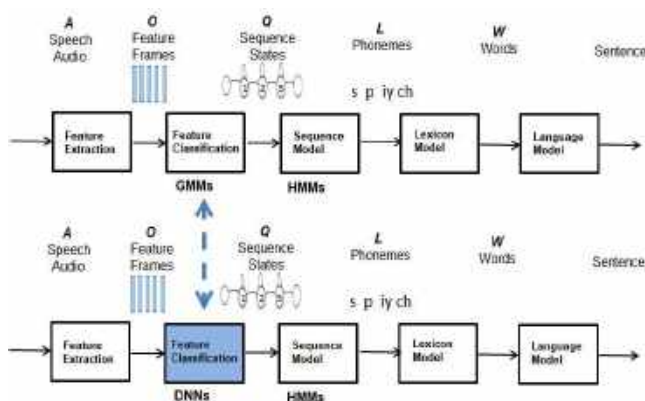 A O Q L W
Speech Feature Sequence Phonemes Words Sentence
Audio Frames States
s p iy ch
Feature Feature Sequence Lexicon Language
Extraction Classification Model Model Model
GMMs HMMs
A O Q L W
Speech Feature Sequence Phonemes Words Sentence
Audio Frames States
s p iy ch
Feature Feature Sequence Lexicon Language
Extraction Classification Model Model Model
DNNs HMMs